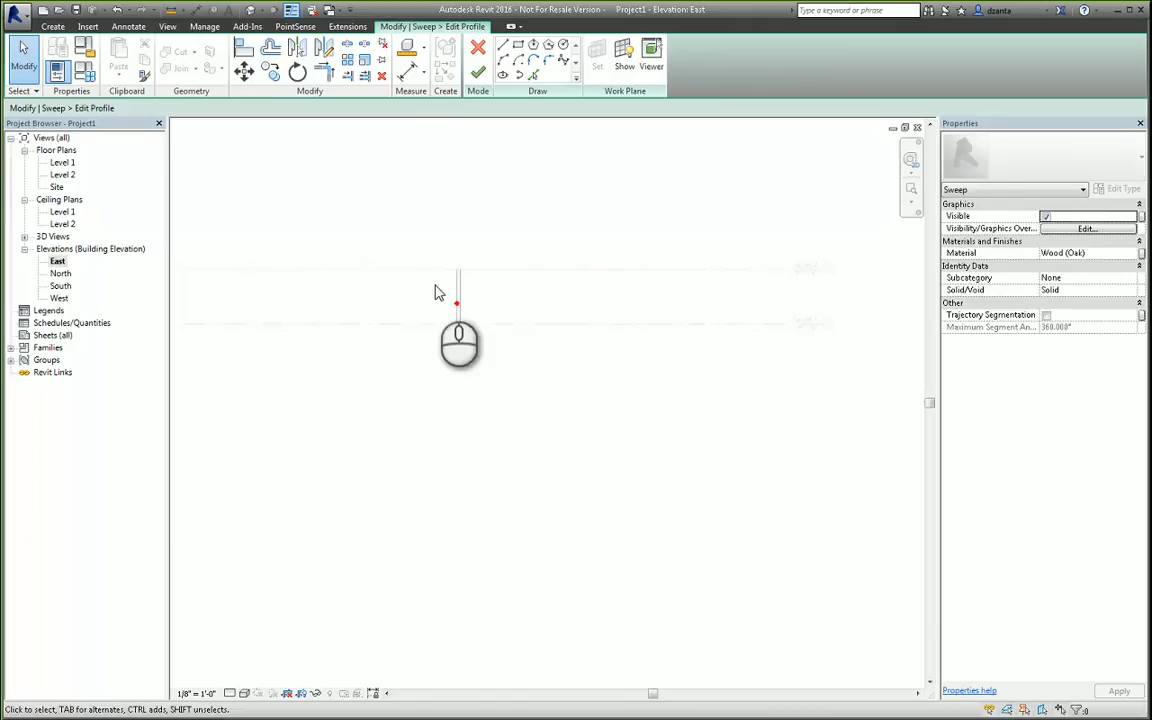 Autodesk Revit 2016 - Not For Resale Version - Project1 - Elevation: East
Type a keyword or phrase
dzanta
Create Insert Annotate View Manage Add-Ins PointSense Extensions Modify | Sweep > Edit Profile
Modify
Paste
Cut
Join
Set Show Viewer
Select Properties Clipboard Geometry Modify Measure Create Mode Draw Work Plane
Modify | Sweep > Edit Profile
Project Browser - Project1
Views (all)
Floor Plans
Level 1
Level 2
Site
Ceiling Plans
Level 1
Level 2
3D Views
Elevations (Building Elevation)
East
North
South
West
Legends
Schedules/Quantities
Sheets (all)
Families
Groups
Revit Links
Properties
Sweep
Edit Type
Graphics
Visible
Visibility/Graphics Over...
Edit...
Materials and Finishes
Material Wood (Oak)
Identity Data
Subcategory None
Solid/Void Solid
Other
Trajectory Segmentation
Maximum Segment An... 360.000°
Properties help
Apply
1/8" = 1'-0"
Click to select, TAB for alternates, CTRL adds, SHIFT unselects.
:0